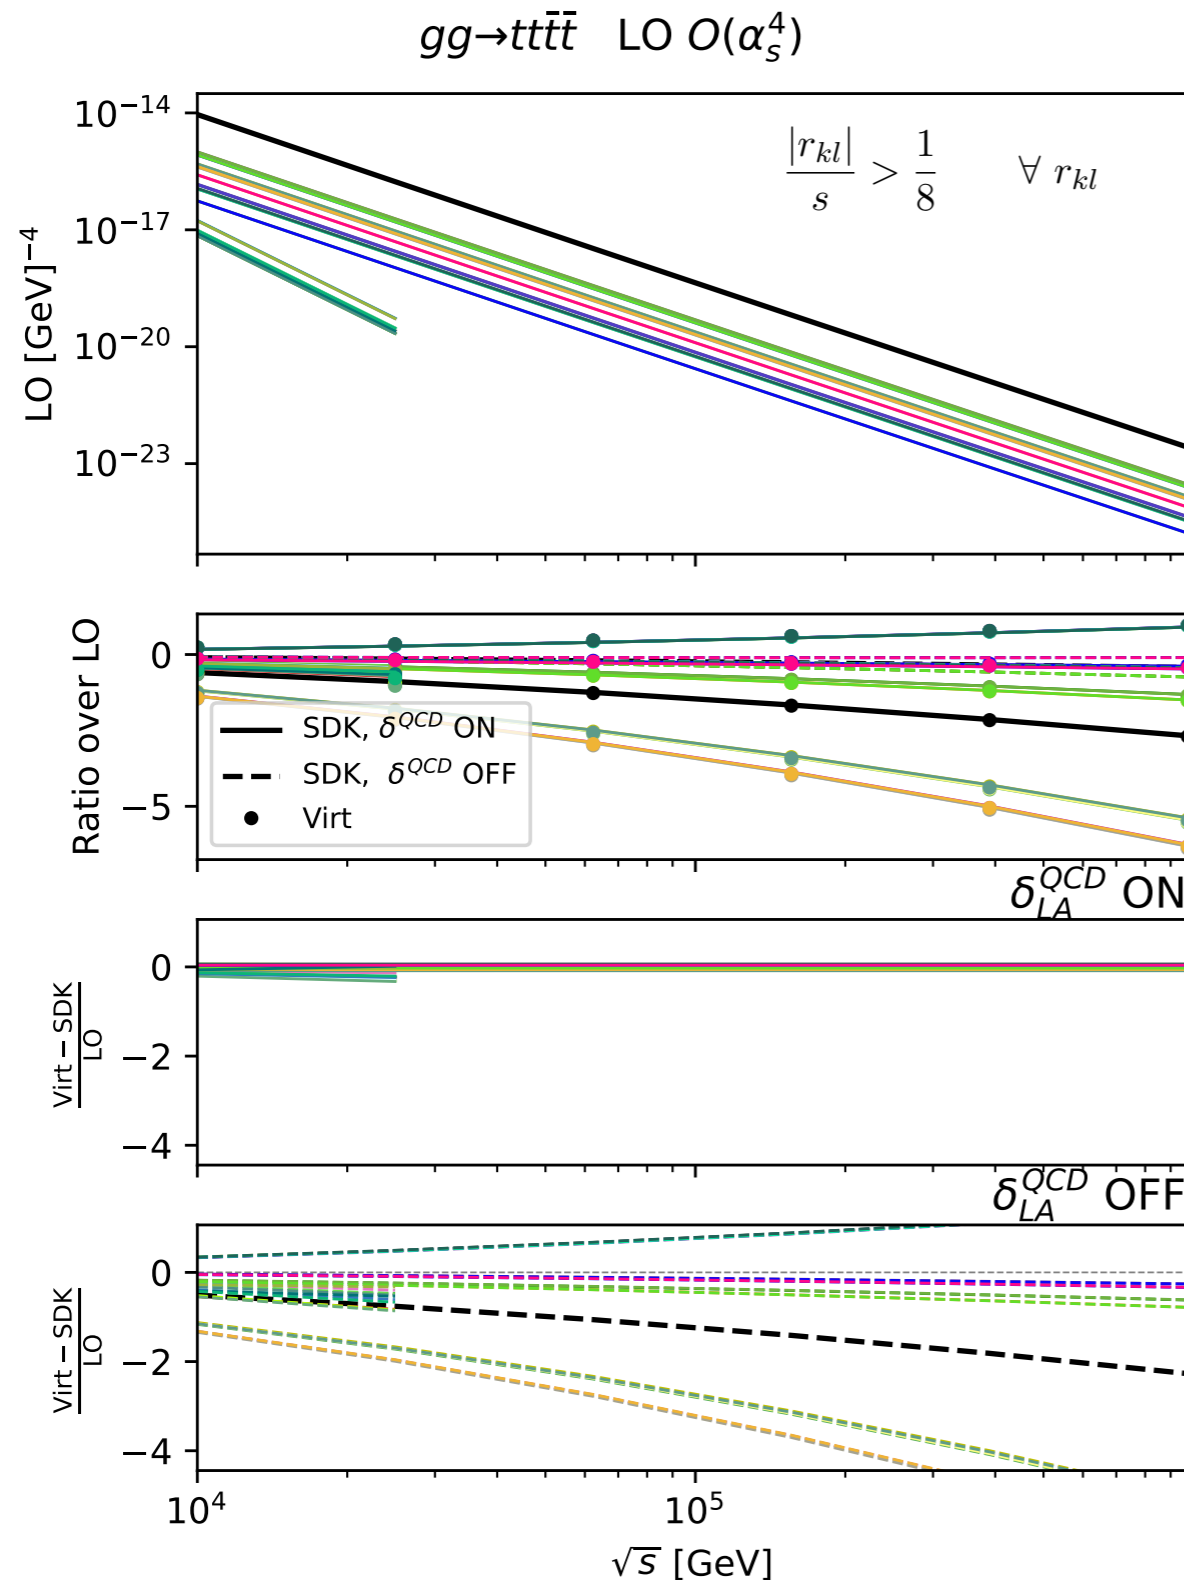 gg→ttt̄t̄   LO O(α_s^4)
10^−14
10^−17
10^−20
10^−23
LO [GeV]^−4
|r_kl|/s > 1/8   ∀ r_kl
0
−5
Ratio over LO
SDK, δ^QCD ON
SDK, δ^QCD OFF
Virt
δ_LA^QCD ON
0
−2
−4
Virt − SDK
LO
δ_LA^QCD OFF
0
−2
−4
Virt − SDK
LO
10^4 10^5
√s [GeV]